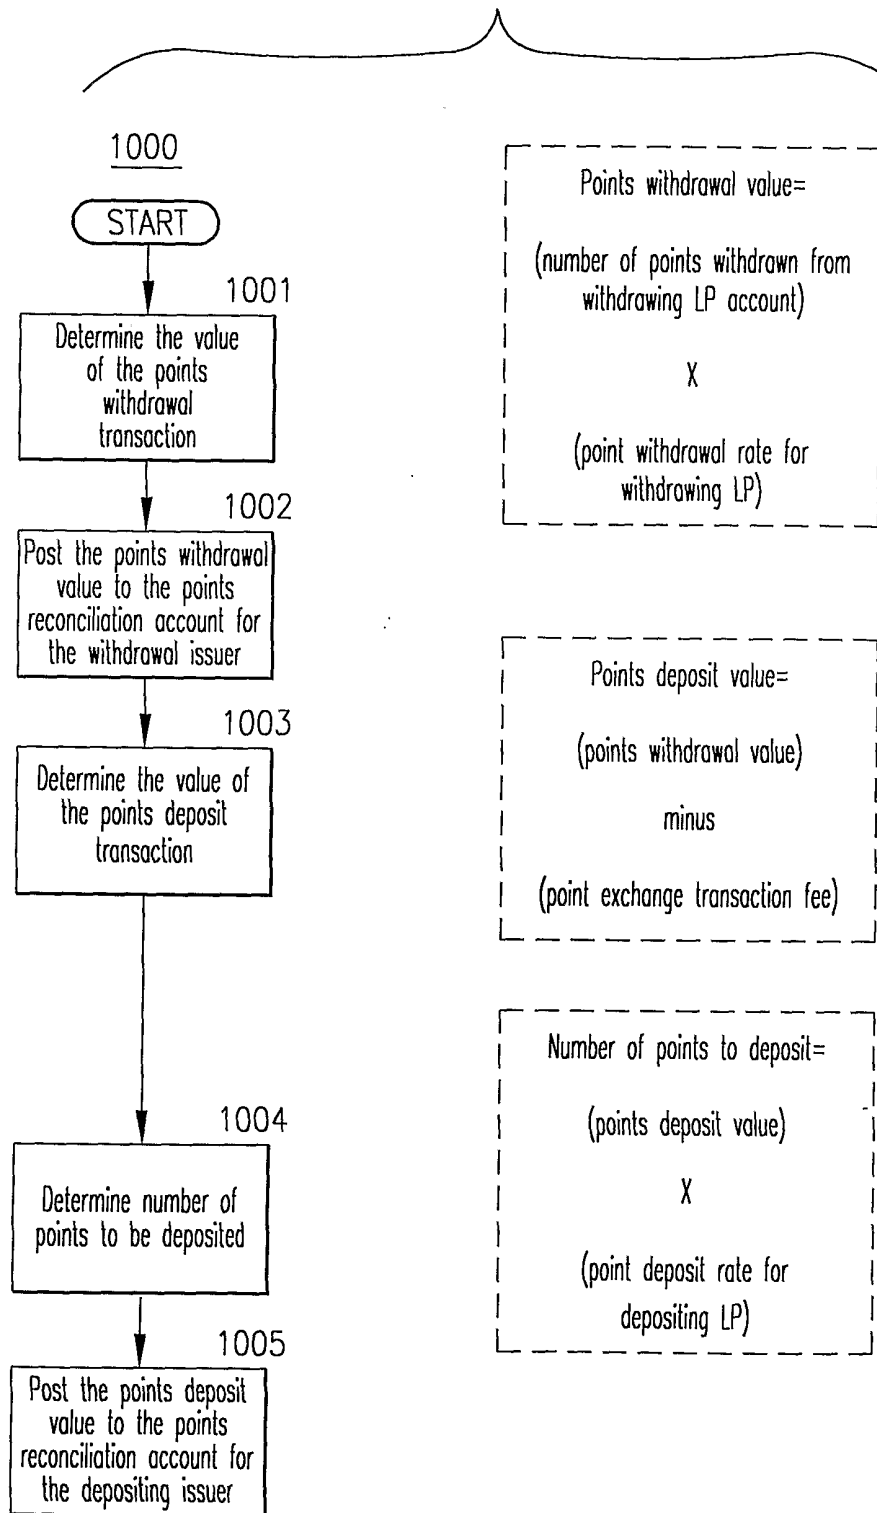 1000
START
1001
Determine the value
of the points
withdrawal
transaction
1002
Post the points withdrawal
value to the points
reconciliation account for
the withdrawal issuer
1003
Determine the value of
the points deposit
transaction
1004
Determine number of
points to be deposited
1005
Post the points deposit
value to the points
reconciliation account for
the depositing issuer
Points withdrawal value=
(number of points withdrawn from
withdrawing LP account)
X
(point withdrawal rate for
withdrawing LP)
Points deposit value=
(points withdrawal value)
minus
(point exchange transaction fee)
Number of points to deposit=
(points deposit value)
X
(point deposit rate for
depositing LP)